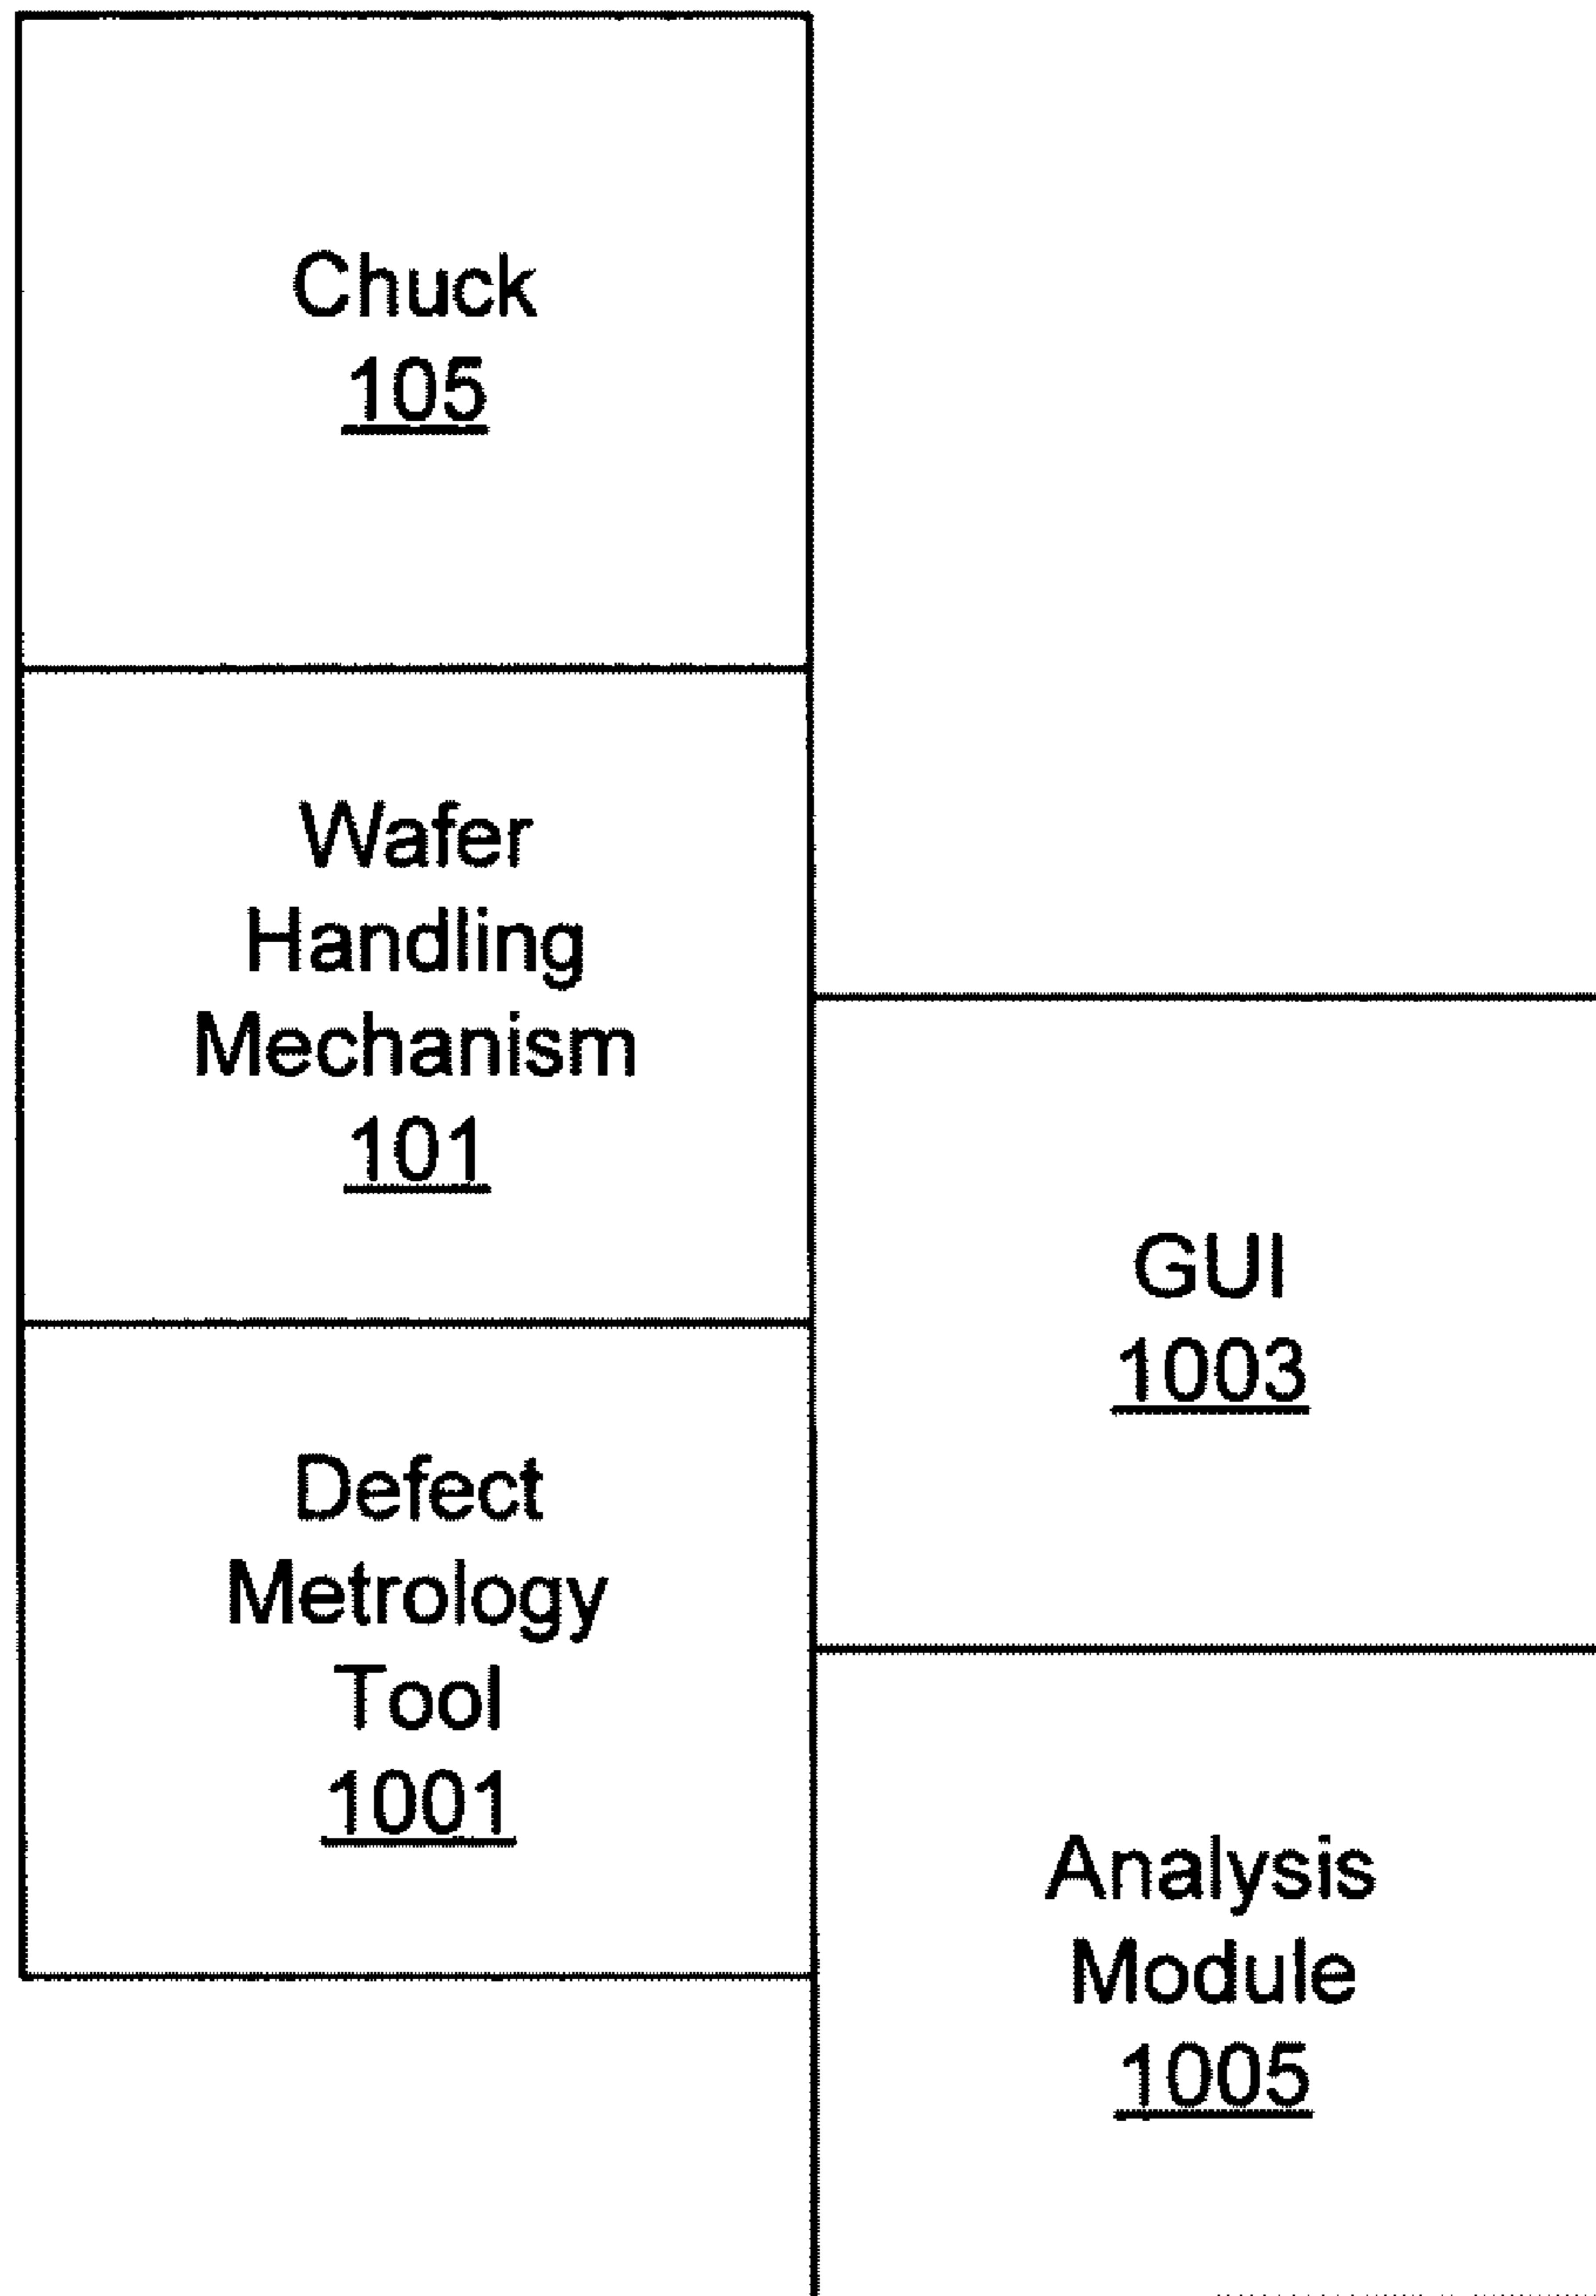 Chuck
105
Wafer
Handling
Mechanism
101
Defect
Metrology
Tool
1001
GUI
1003
Analysis
Module
1005